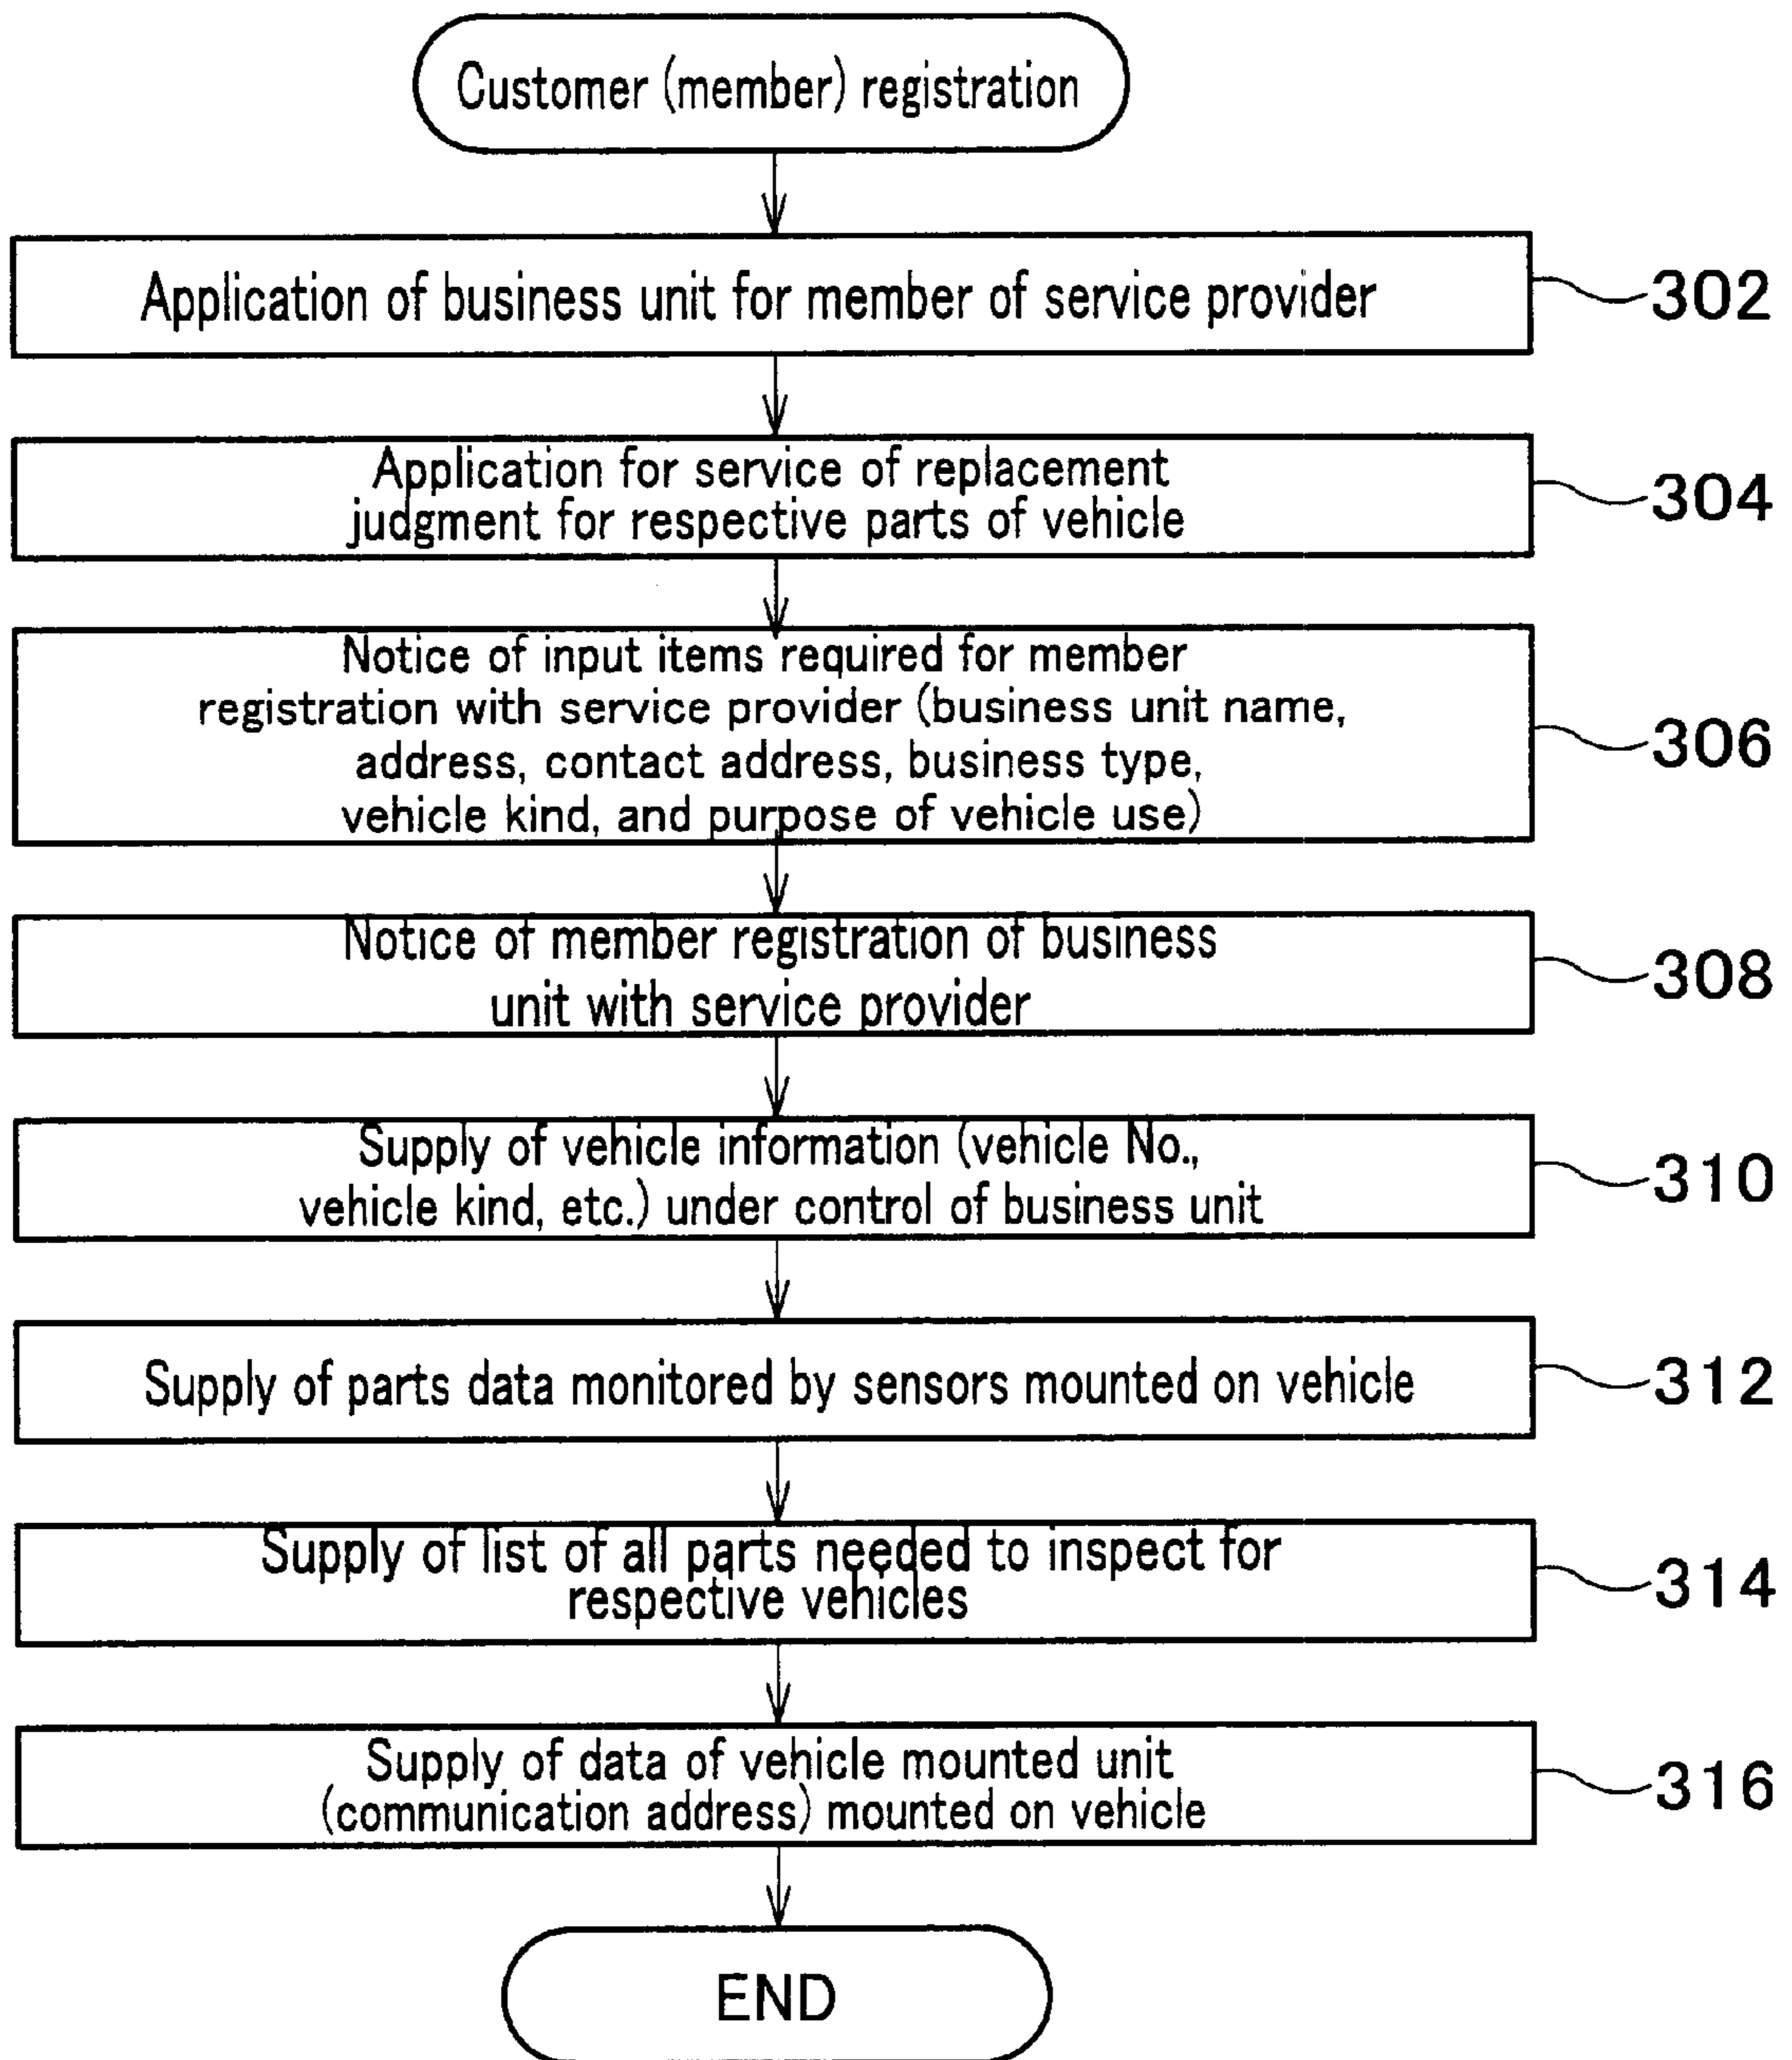 Customer (member) registration
Application of business unit for member of service provider
302
Application for service of replacement
judgment for respective parts of vehicle
304
Notice of input items required for member
registration with service provider (business unit name,
address, contact address, business type,
vehicle kind, and purpose of vehicle use)
306
Notice of member registration of business
unit with service provider
308
Supply of vehicle information (vehicle No.,
vehicle kind, etc.) under control of business unit
310
Supply of parts data monitored by sensors mounted on vehicle
312
Supply of list of all parts needed to inspect for
respective vehicles
314
Supply of data of vehicle mounted unit
(communication address) mounted on vehicle
316
END